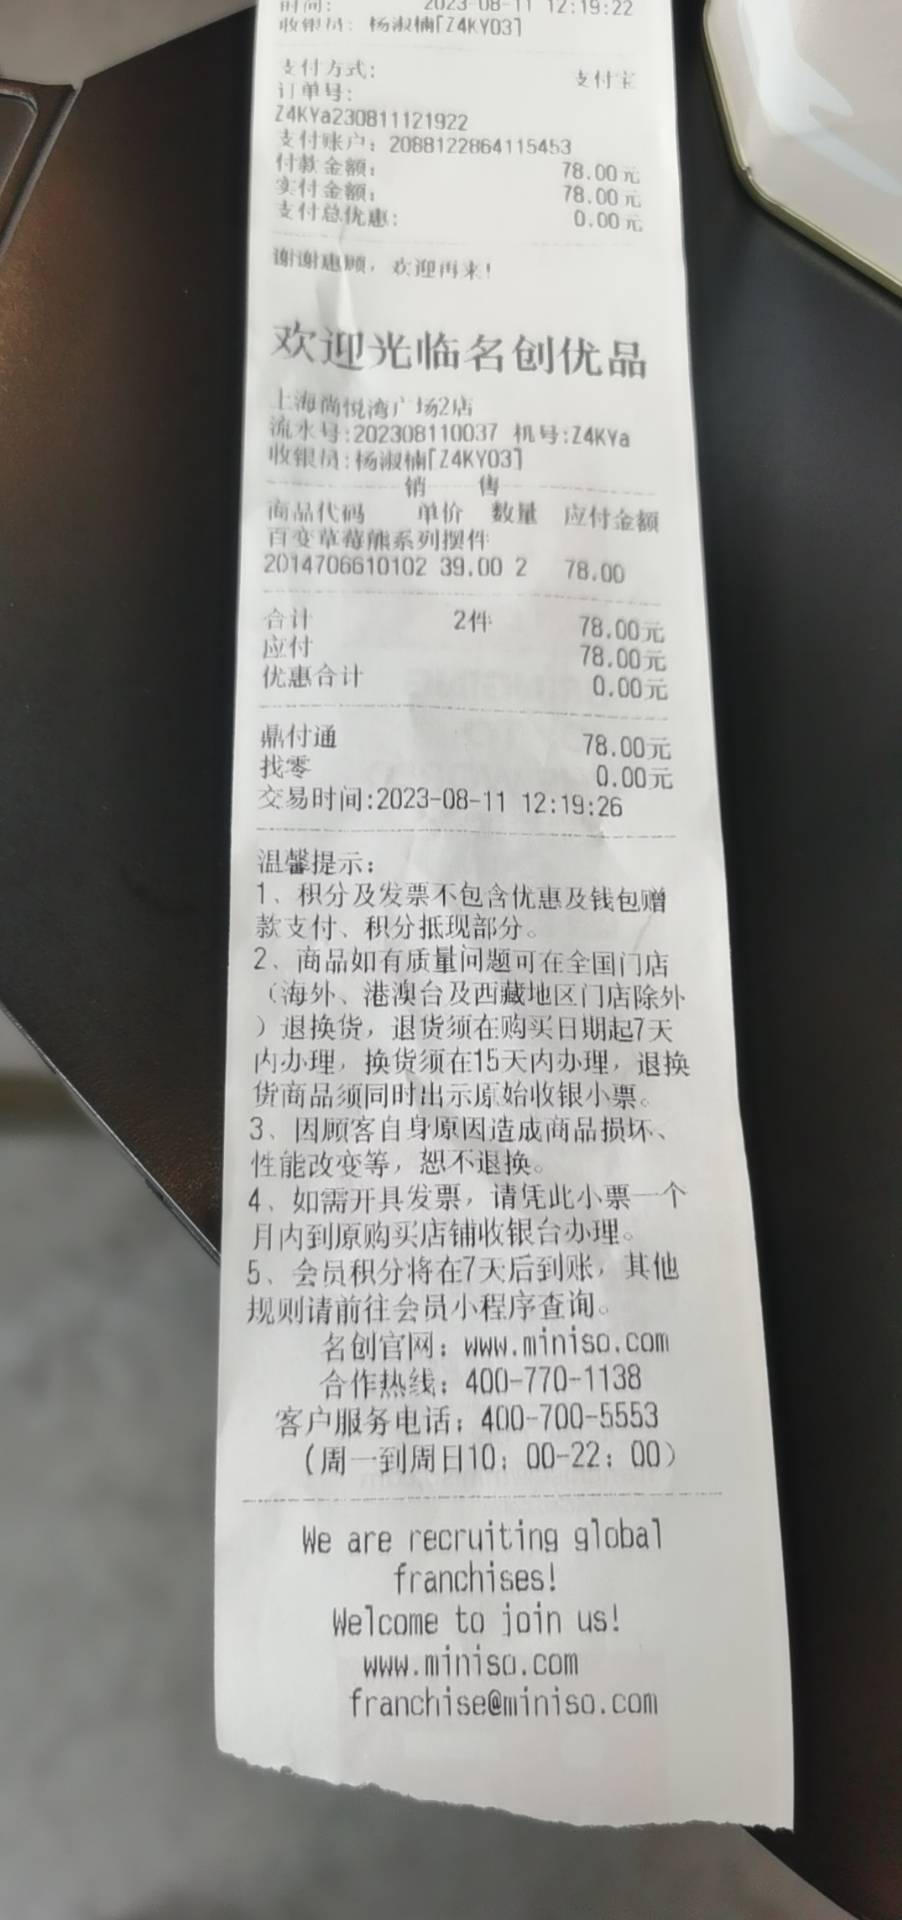 时间: 2023-08-11 12:19:22
收银员: 杨淑楠[Z4KY03]
支付方式: 支付宝
订单号:
Z4KYa230811121922
支付账户: 2088122864115453
付款金额: 78.00元
实付金额: 78.00元
支付总优惠: 0.00元
谢谢惠顾，欢迎再来!
欢迎光临名创优品
上海尚悦湾广场2店
流水号:202308110037 机号:Z4KYa
收银员:杨淑楠[Z4KY03]
销 售
商品代码 单价 数量 应付金额
百变草莓熊系列摆件
2014706610102 39.00 2 78.00
合计 2件 78.00元
应付 78.00元
优惠合计 0.00元
鼎付通 78.00元
找零 0.00元
交易时间:2023-08-11 12:19:26
温馨提示：
1、积分及发票不包含优惠及钱包赠
款支付、积分抵现部分。
2、商品如有质量问题可在全国门店
（海外、港澳台及西藏地区门店除外
）退换货，退货须在购买日期起7天
内办理，换货须在15天内办理，退换
货商品须同时出示原始收银小票。
3、因顾客自身原因造成商品损坏、
性能改变等，恕不退换。
4、如需开具发票，请凭此小票一个
月内到原购买店铺收银台办理。
5、会员积分将在7天后到账，其他
规则请前往会员小程序查询。
名创官网：www.miniso.com
合作热线：400-770-1138
客户服务电话：400-700-5553
（周一到周日10：00-22：00）
We are recruiting global
franchises!
Welcome to join us!
www.miniso.com
franchise@miniso.com